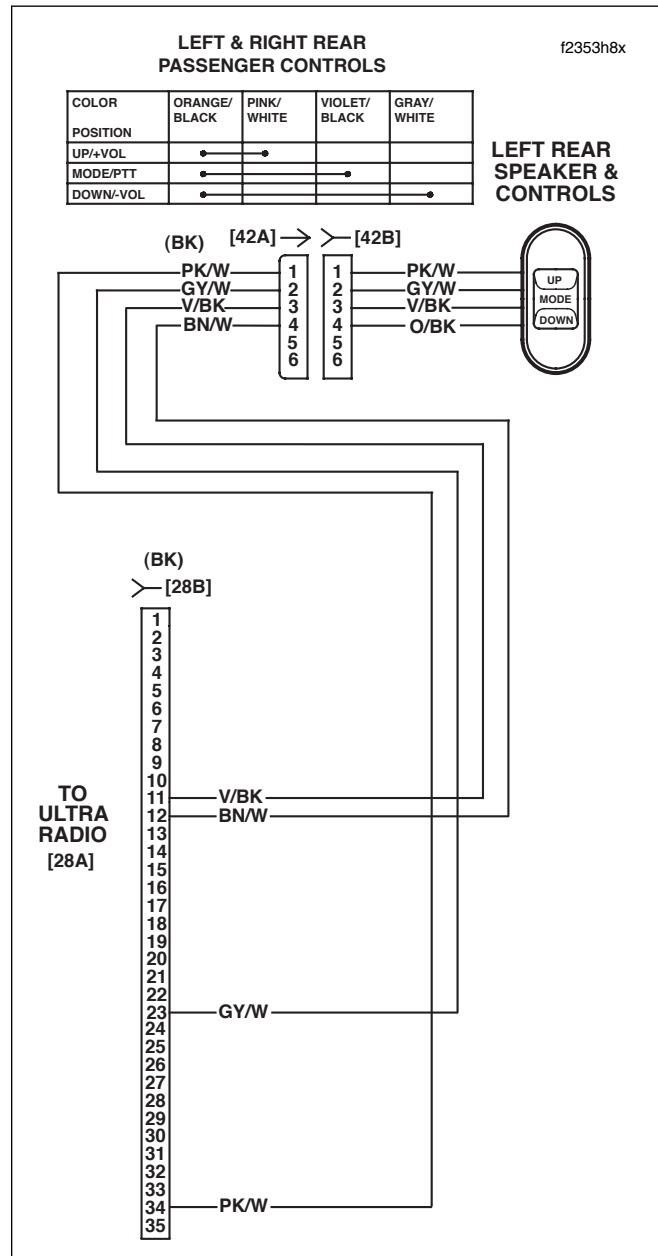 LEFT & RIGHT REAR
PASSENGER CONTROLS
f2353h8x
COLOR ORANGE/ PINK/ VIOLET/ GRAY/
BLACK WHITE BLACK WHITE
POSITION
UP/+VOL
MODE/PTT
DOWN/-VOL
LEFT REAR
SPEAKER &
CONTROLS
(BK) [42A] [42B]
PK/W 1 1 PK/W
GY/W 2 2 GY/W
V/BK 3 3 V/BK
BN/W 4 4 O/BK
5 5
6 6
UP
MODE
DOWN
(BK)
[28B]
1
2
3
4
5
6
7
8
9
10
11 V/BK
12 BN/W
13
14
15
16
17
18
19
20
21
22
23 GY/W
24
25
26
27
28
29
30
31
32
33
34 PK/W
35
TO
ULTRA
RADIO
[28A]